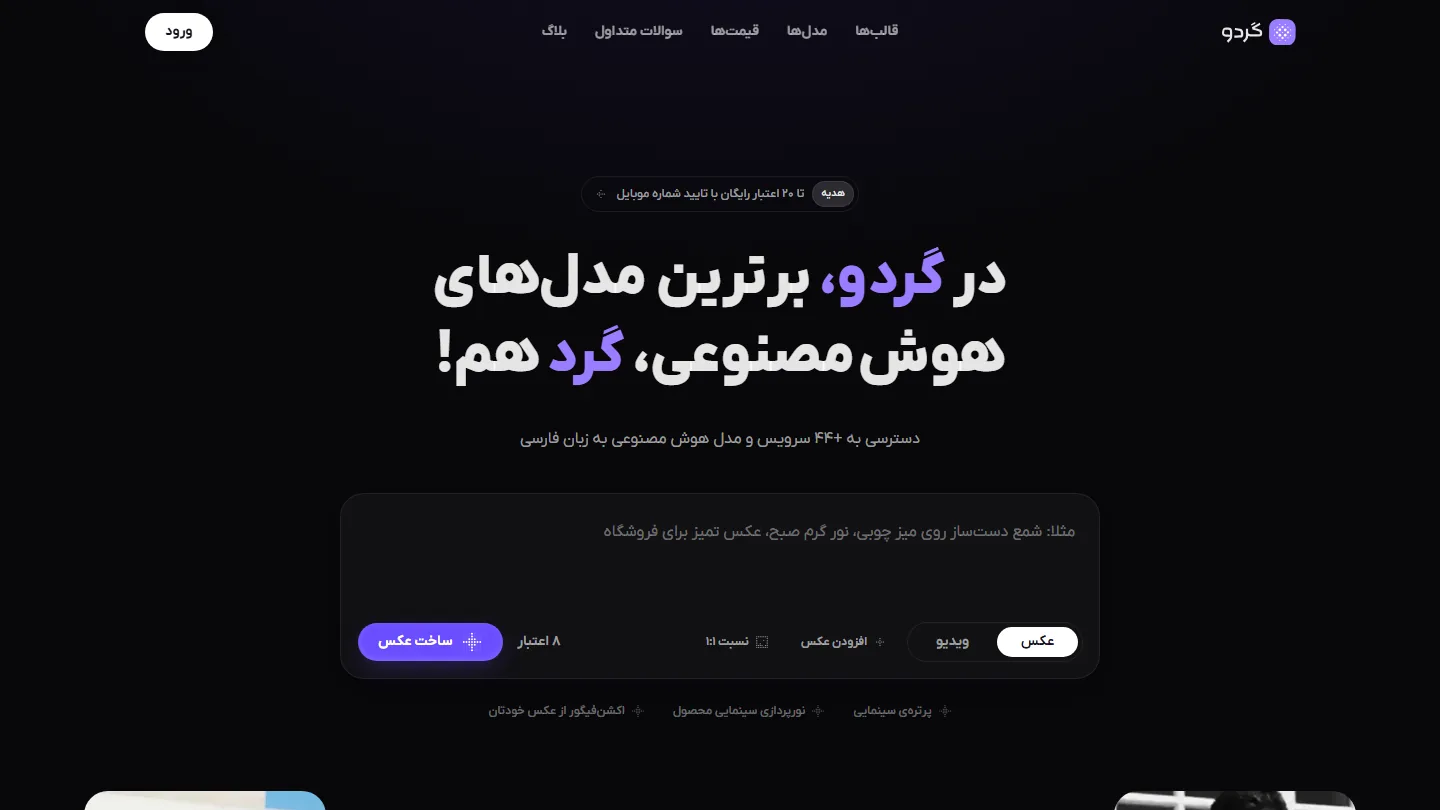 گردو
قالب‌ها
مدل‌ها
قیمت‌ها
سوالات متداول
بلاگ
ورود
هدیه
تا ۲۰ اعتبار رایگان با تایید شماره موبایل
در گردو، برترین مدل‌های
هوش مصنوعی، گرد هم!
دسترسی به +۴۴ سرویس و مدل هوش مصنوعی به زبان فارسی
مثلا: شمع دست‌ساز روی میز چوبی، نور گرم صبح، عکس تمیز برای فروشگاه
عکس
ویدیو
افزودن عکس
نسبت ۱:۱
۸ اعتبار
ساخت عکس
پرتره‌ی سینمایی
نورپردازی سینمایی محصول
اکشن‌فیگور از عکس خودتان